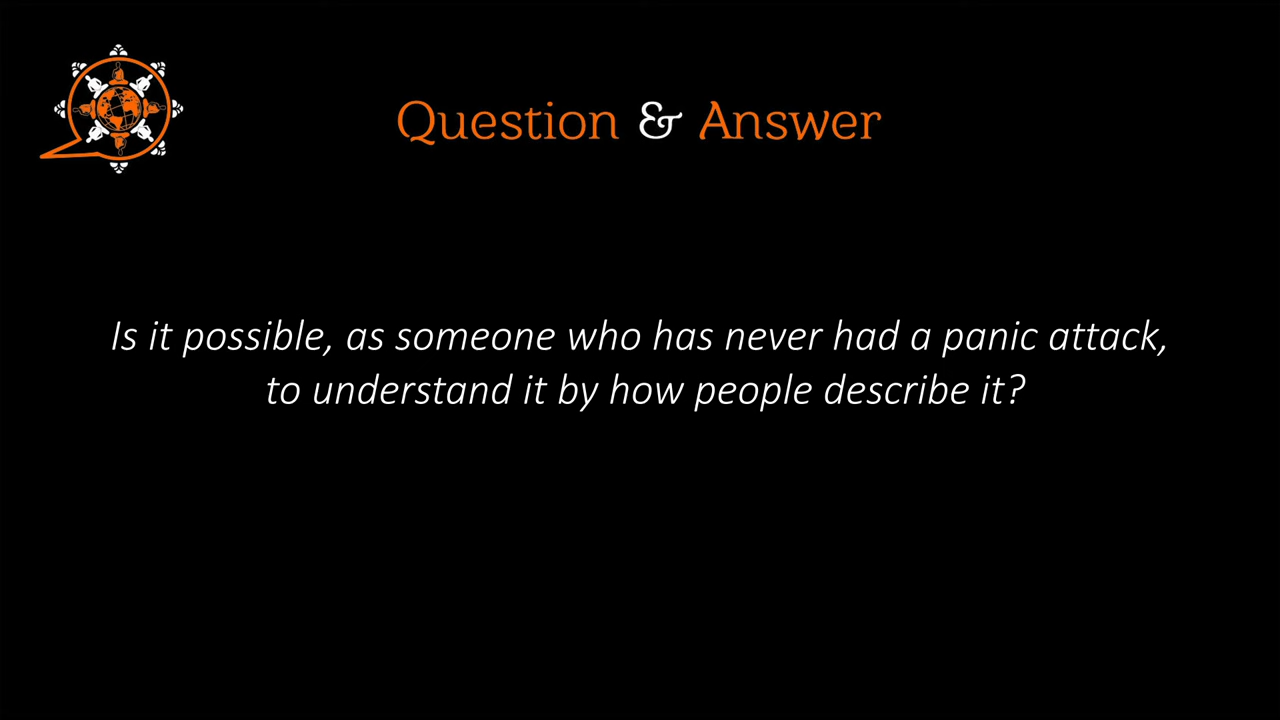 Question & Answer
Is it possible, as someone who has never had a panic attack,
to understand it by how people describe it?